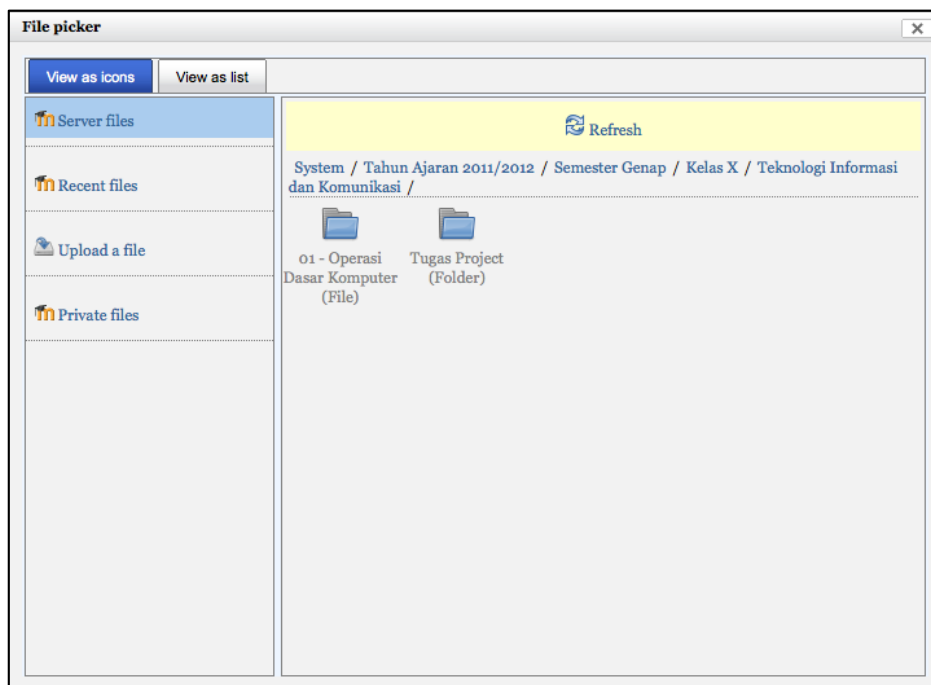 File picker
View as icons
View as list
Server files
Recent files
Upload a file
Private files
Refresh
System / Tahun Ajaran 2011/2012 / Semester Genap / Kelas X / Teknologi Informasi
dan Komunikasi /
01 - Operasi
Dasar Komputer
(File)
Tugas Project
(Folder)